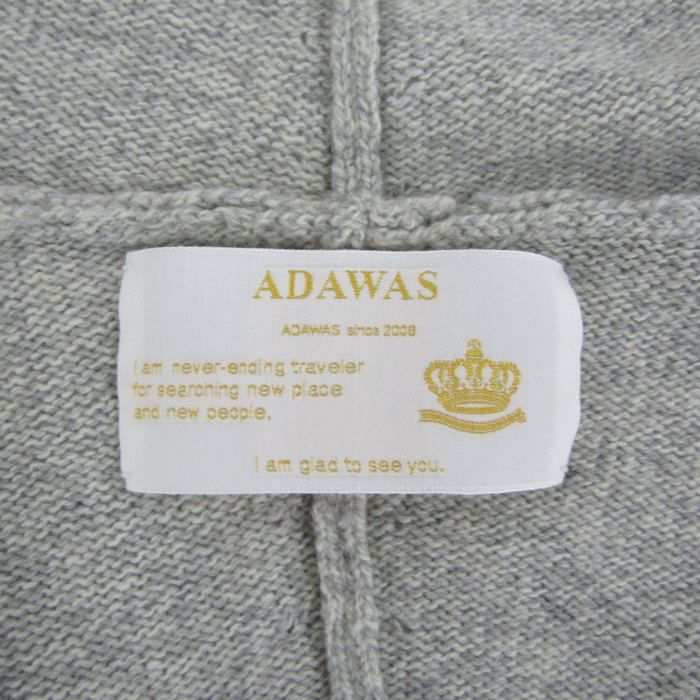 ADAWAS
ADAWAS since 2008
I am never-ending traveler
for searching new place
and new people.
I am glad to see you.